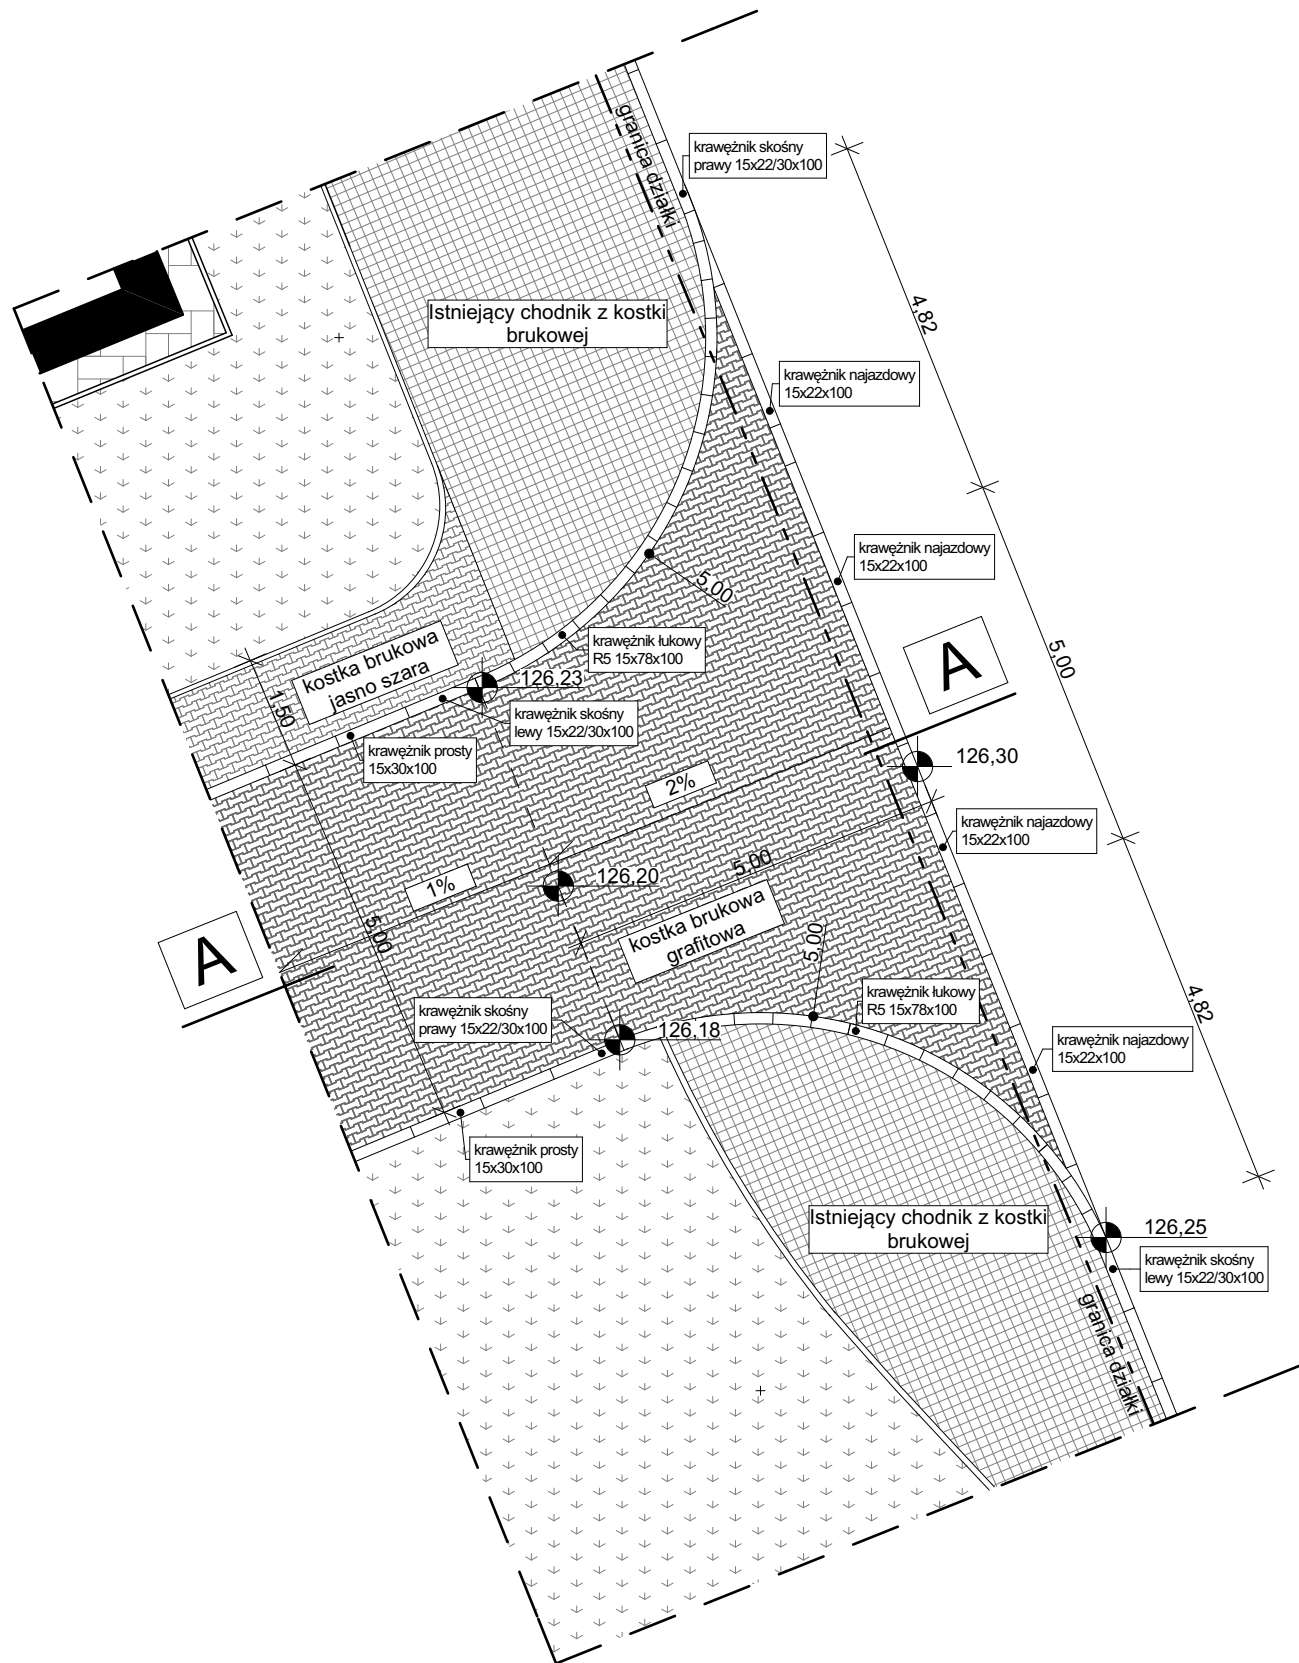 granica działki
krawężnik skośny
prawy 15x22/30x100
4,82
Istniejący chodnik z kostki
brukowej
krawężnik najazdowy
15x22x100
krawężnik najazdowy
15x22x100
5,00
5,00
A
krawężnik łukowy
R5 15x78x100
kostka brukowa
jasno szara
126,23
1,50
krawężnik skośny
lewy 15x22/30x100
krawężnik prosty
15x30x100
126,30
2%
krawężnik najazdowy
15x22x100
5,00
1%
126,20
kostka brukowa
grafitowa
5,00
5,00
A
krawężnik łukowy
R5 15x78x100
krawężnik skośny
prawy 15x22/30x100
126,18
4,82
krawężnik najazdowy
15x22x100
krawężnik prosty
15x30x100
Istniejący chodnik z kostki
brukowej
126,25
krawężnik skośny
lewy 15x22/30x100
granica działki